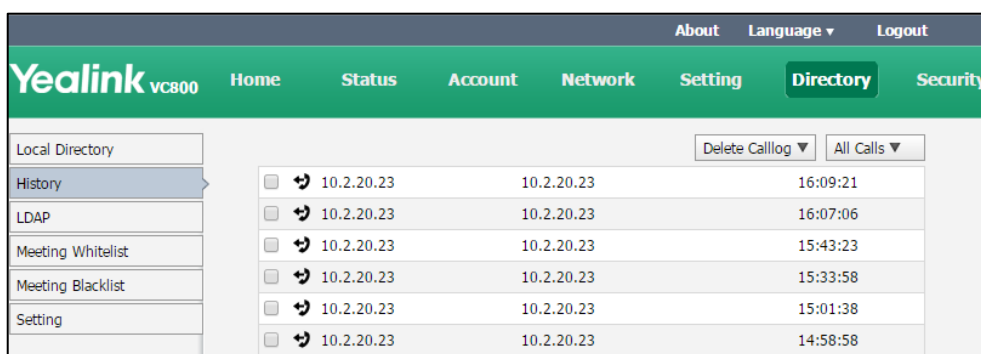 About Language ▾ Logout
Yealink VC800 Home Status Account Network Setting Directory Security
Delete Calllog ▼ All Calls ▼
Local Directory
History
LDAP
Meeting Whitelist
Meeting Blacklist
Setting
10.2.20.23 10.2.20.23 16:09:21
10.2.20.23 10.2.20.23 16:07:06
10.2.20.23 10.2.20.23 15:43:23
10.2.20.23 10.2.20.23 15:33:58
10.2.20.23 10.2.20.23 15:01:38
10.2.20.23 10.2.20.23 14:58:58